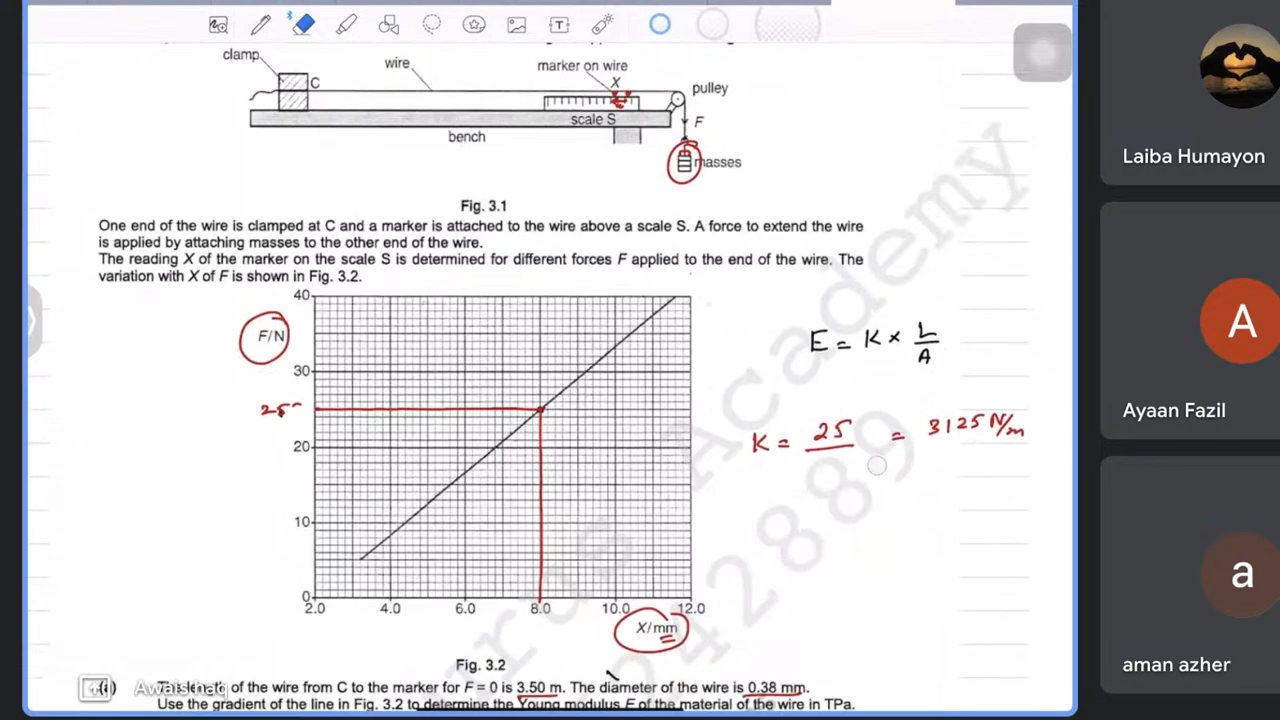 clamp
C
wire
marker on wire
X
pulley
F
scale S
bench
masses
Fig. 3.1
One end of the wire is clamped at C and a marker is attached to the wire above a scale S. A force to extend the wire
is applied by attaching masses to the other end of the wire.
The reading X of the marker on the scale S is determined for different forces F applied to the end of the wire. The
variation with X of F is shown in Fig. 3.2.
40
F/N
30
25
20
10
0
2.0 4.0 6.0 8.0 10.0 12.0
X/mm
Fig. 3.2
E = K × L/A
K = 25 = 3125 N/m
of the wire from C to the marker for F = 0 is 3.50 m. The diameter of the wire is 0.38 mm.
Use the gradient of the line in Fig. 3.2 to determine the Young modulus E of the material of the wire in TPa.
Academy
Laiba Humayon
A
Ayaan Fazil
a
aman azher